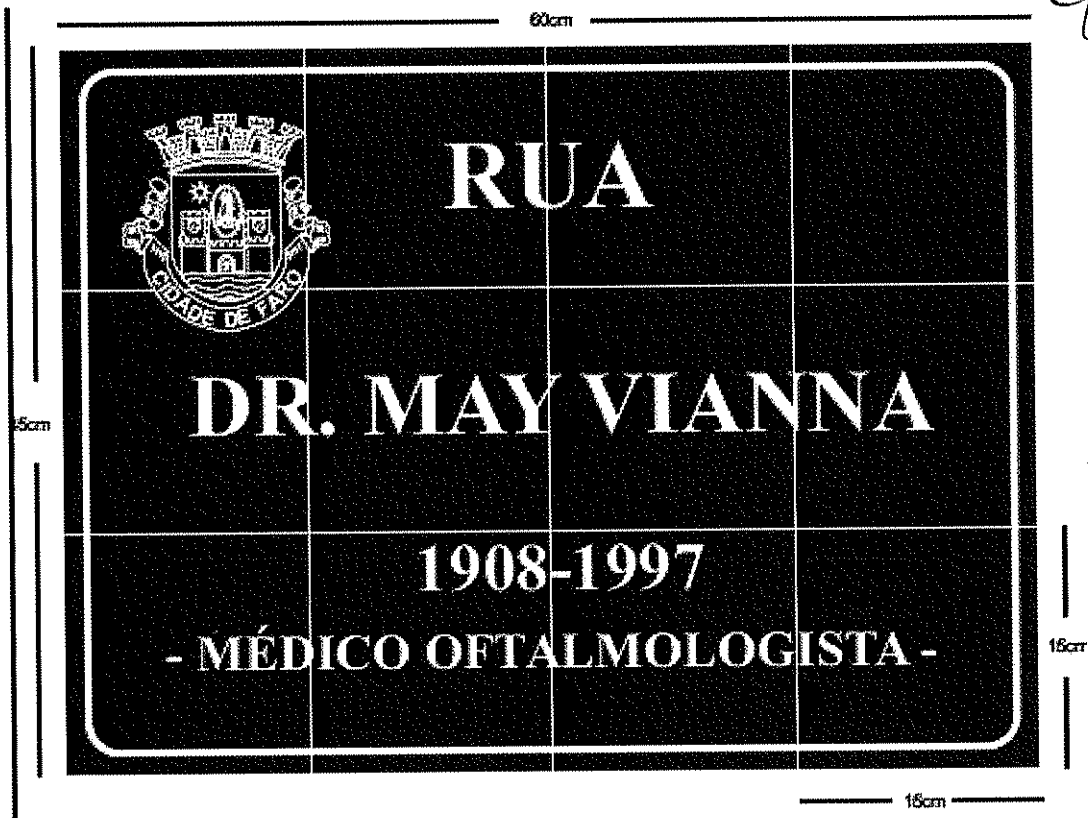 60cm
RUA
CIDADE DE FARO
DR. MAY VIANNA
1908-1997
- MÉDICO OFTALMOLOGISTA -
15cm
15cm